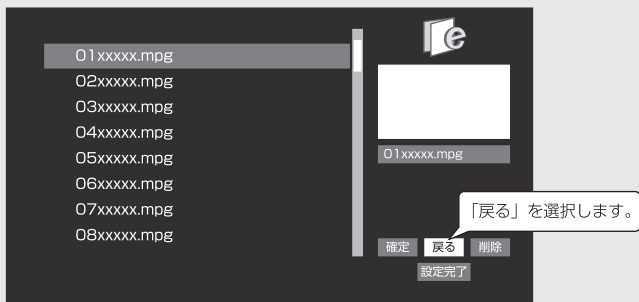 01xxxxx.mpg
02xxxxx.mpg
03xxxxx.mpg
04xxxxx.mpg
05xxxxx.mpg
06xxxxx.mpg
07xxxxx.mpg
08xxxxx.mpg
e
01xxxxx.mpg
「戻る」を選択します。
確定 戻る 削除
設定完了